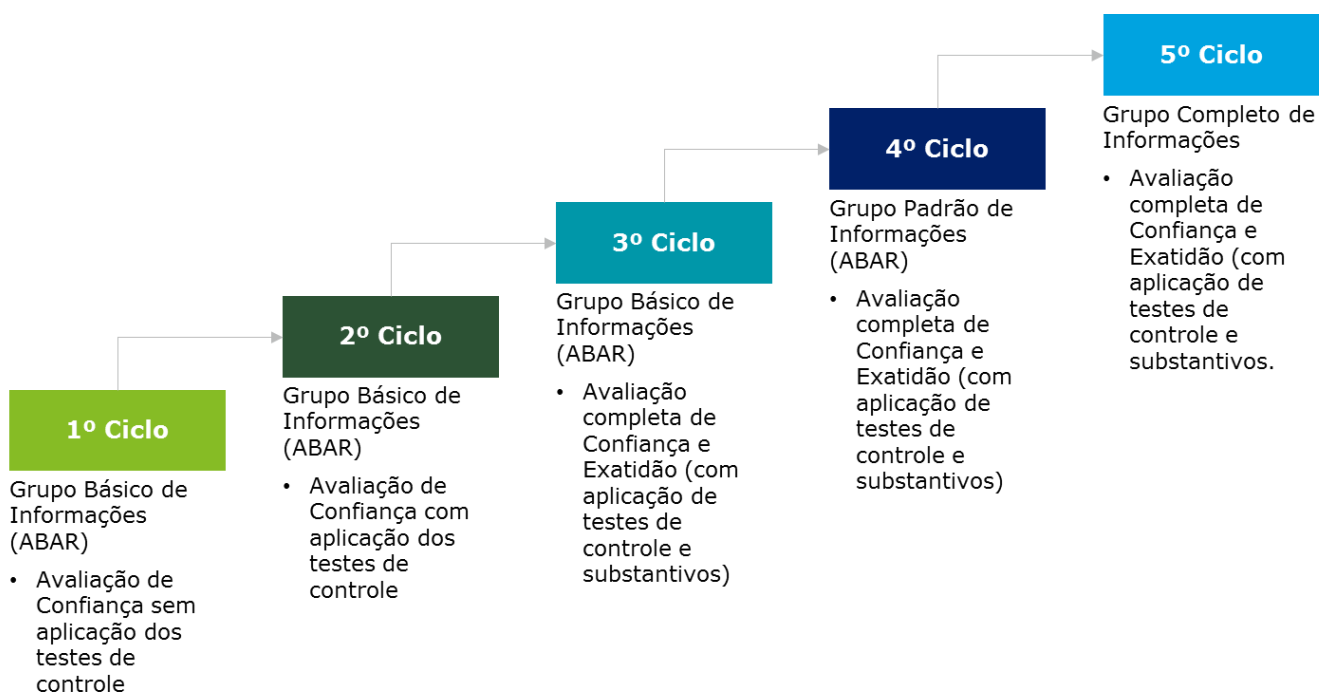 1º Ciclo
Grupo Básico de
Informações
(ABAR)
• Avaliação de
Confiança sem
aplicação dos
testes de
controle
2º Ciclo
Grupo Básico de
Informações
(ABAR)
• Avaliação de
Confiança com
aplicação dos
testes de
controle
3º Ciclo
Grupo Básico de
Informações
(ABAR)
• Avaliação
completa de
Confiança e
Exatidão (com
aplicação de
testes de
controle e
substantivos)
4º Ciclo
Grupo Padrão de
Informações
(ABAR)
• Avaliação
completa de
Confiança e
Exatidão (com
aplicação de
testes de
controle e
substantivos)
5º Ciclo
Grupo Completo de
Informações
• Avaliação
completa de
Confiança e
Exatidão (com
aplicação de
testes de
controle e
substantivos.